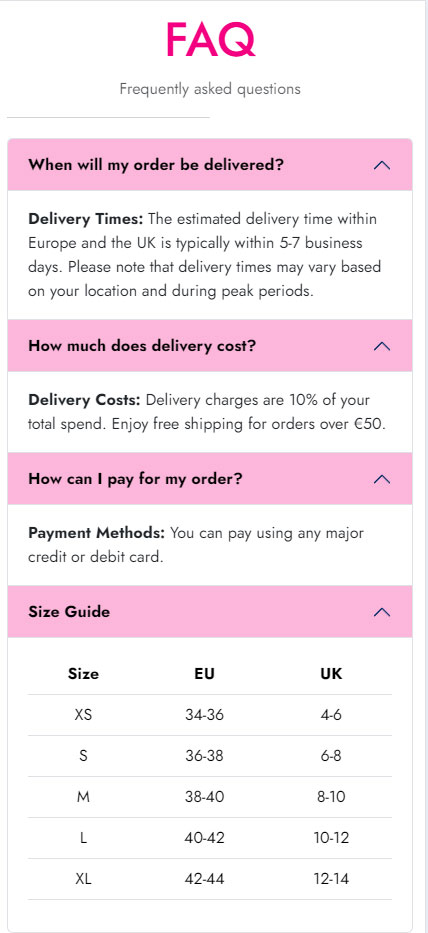 FAQ
Frequently asked questions
When will my order be delivered?
Delivery Times: The estimated delivery time within
Europe and the UK is typically within 5-7 business
days. Please note that delivery times may vary based
on your location and during peak periods.
How much does delivery cost?
Delivery Costs: Delivery charges are 10% of your
total spend. Enjoy free shipping for orders over €50.
How can I pay for my order?
Payment Methods: You can pay using any major
credit or debit card.
Size Guide
Size EU UK
XS 34-36 4-6
S 36-38 6-8
M 38-40 8-10
L 40-42 10-12
XL 42-44 12-14